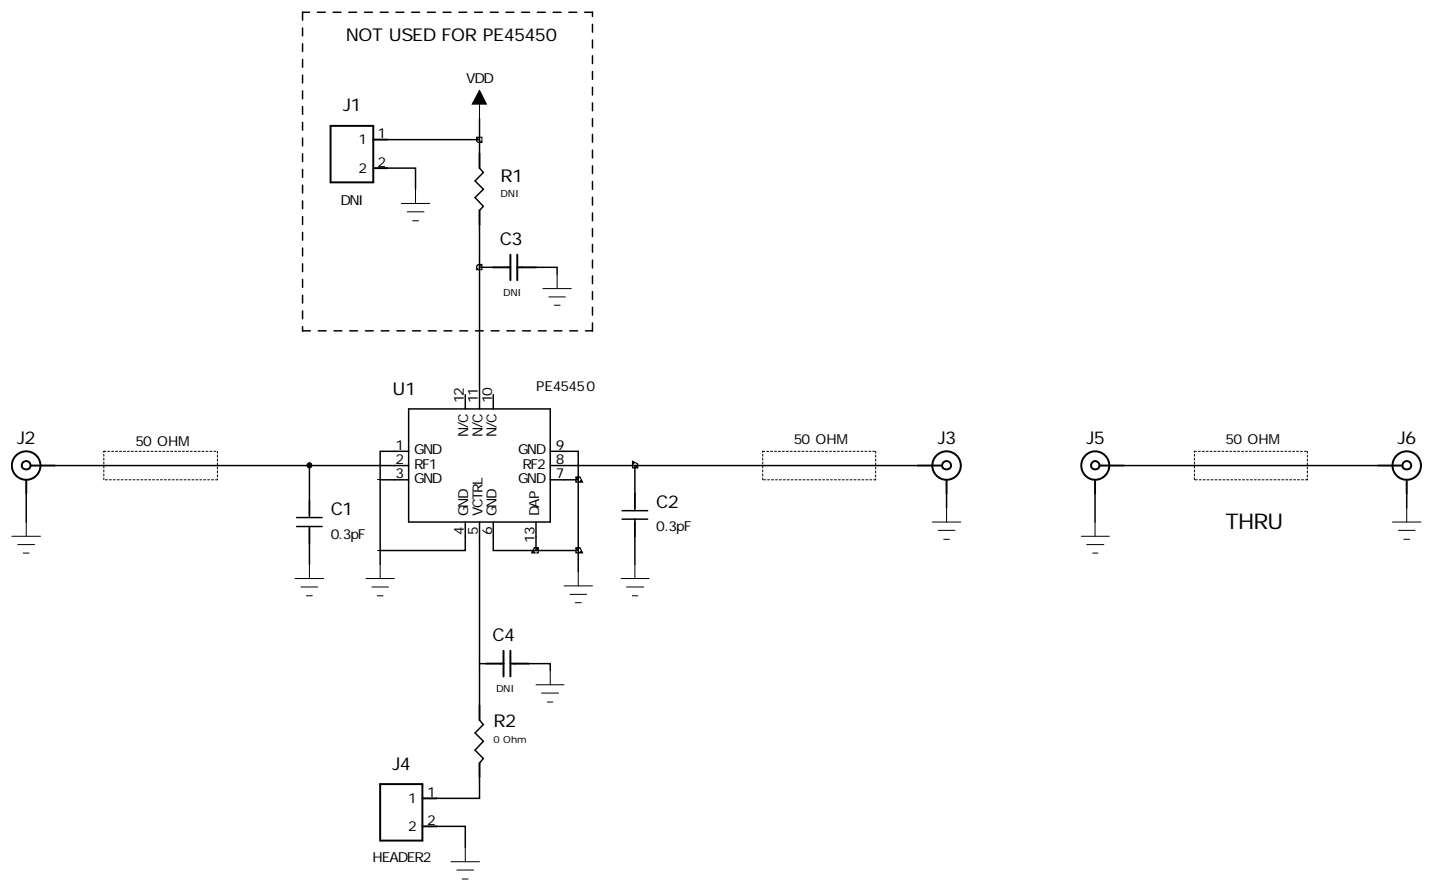 NOT USED FOR PE45450
VDD
J1
1 1
2 2
DNI
R1
DNI
C3
DNI
U1
PE45450
12 11 10
N/C N/C N/C
1 GND
2 RF1
3 GND
GND 9
RF2 8
GND 7
GND VCTRL GND DAP
4 5 6 13
J2
50 OHM
C1
0.3pF
C2
0.3pF
50 OHM
J3
J5
50 OHM
J6
THRU
C4
DNI
R2
0 Ohm
J4
1 1
2 2
HEADER2